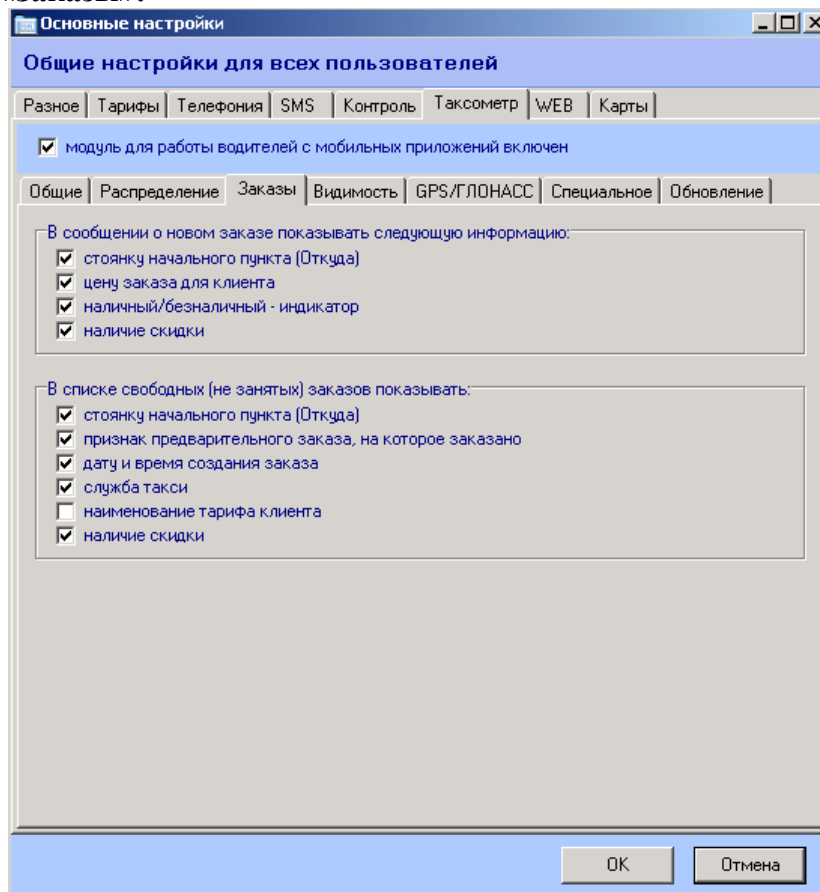 Основные настройки
Общие настройки для всех пользователей
Разное Тарифы Телефония SMS Контроль Таксометр WEB Карты
модуль для работы водителей с мобильных приложений включен
Общие Распределение Заказы Видимость GPS/ГЛОНАСС Специальное Обновление
В сообщении о новом заказе показывать следующую информацию:
стоянку начального пункта (Откуда)
цену заказа для клиента
наличный/безналичный - индикатор
наличие скидки
В списке свободных (не занятых) заказов показывать:
стоянку начального пункта (Откуда)
признак предварительного заказа, на которое заказано
дату и время создания заказа
служба такси
наименование тарифа клиента
наличие скидки
OK Отмена